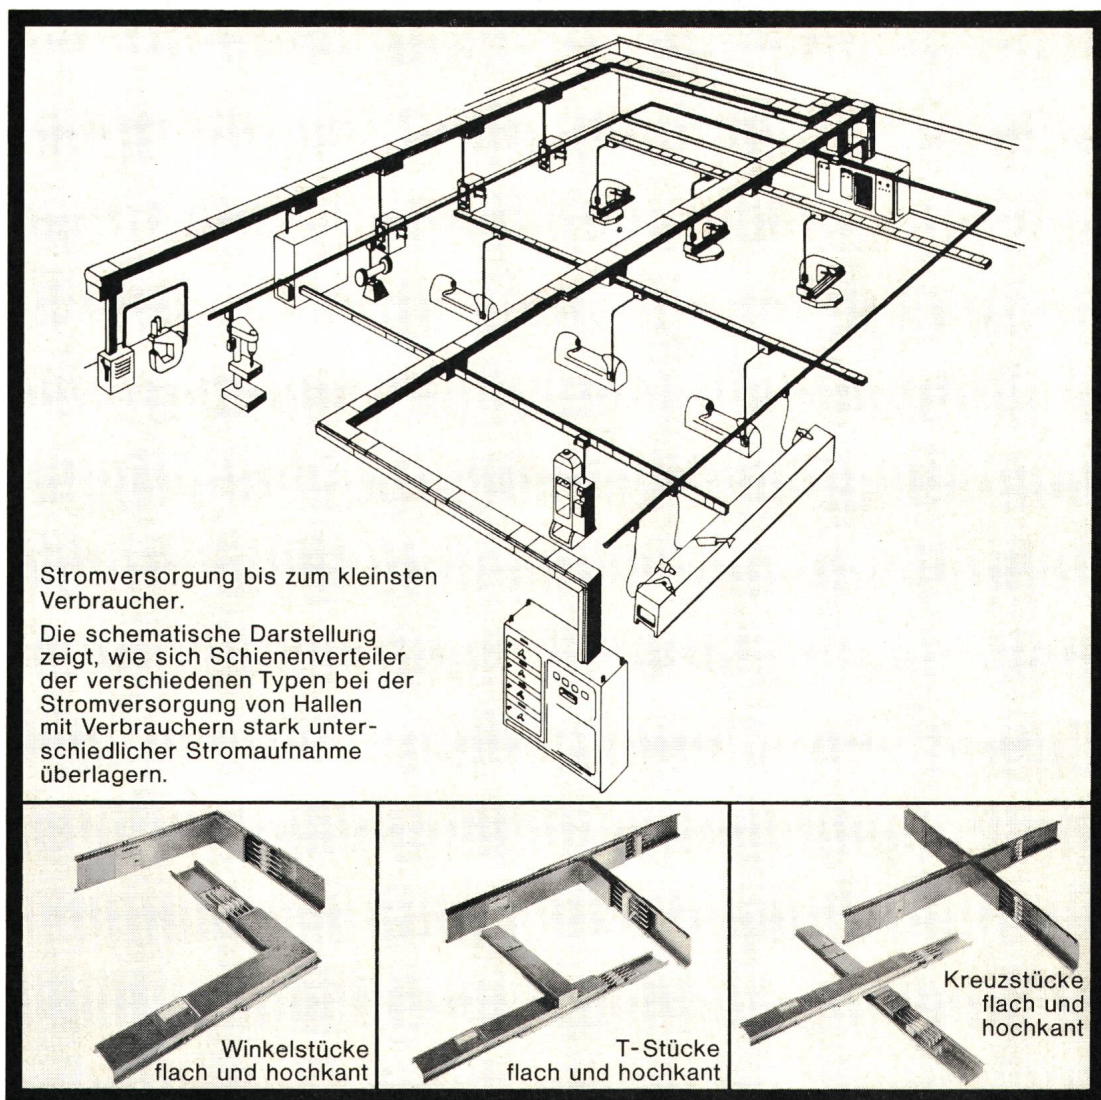 Stromversorgung bis zum kleinsten
Verbraucher.
Die schematische Darstellung
zeigt, wie sich Schienenverteiler
der verschiedenen Typen bei der
Stromversorgung von Hallen
mit Verbrauchern stark unter-
schiedlicher Stromaufnahme
überlagern.
Winkelstücke
flach und hochkant
T-Stücke
flach und hochkant
Kreuzstücke
flach und
hochkant